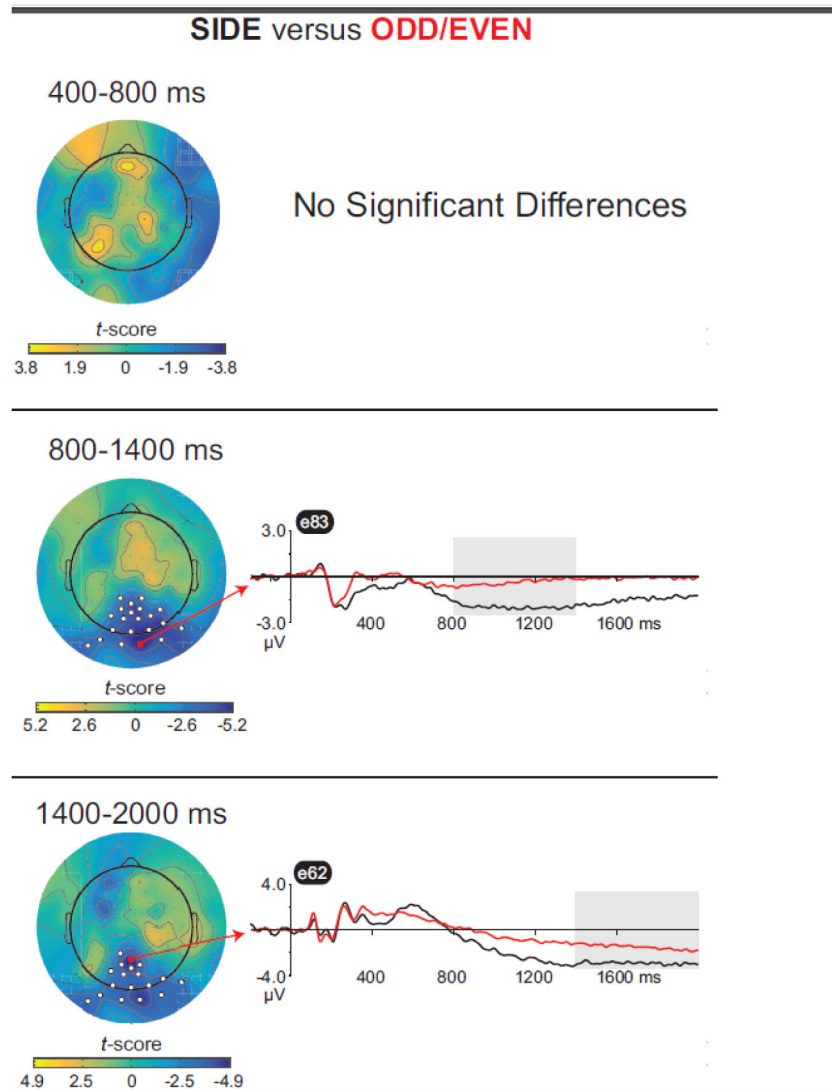 SIDE versus ODD/EVEN
400-800 ms
No Significant Differences
t-score
3.8 1.9 0 -1.9 -3.8
800-1400 ms
e83
3.0
-3.0
µV
400 800 1200 1600 ms
t-score
5.2 2.6 0 -2.6 -5.2
1400-2000 ms
e62
4.0
-4.0
µV
400 800 1200 1600 ms
t-score
4.9 2.5 0 -2.5 -4.9